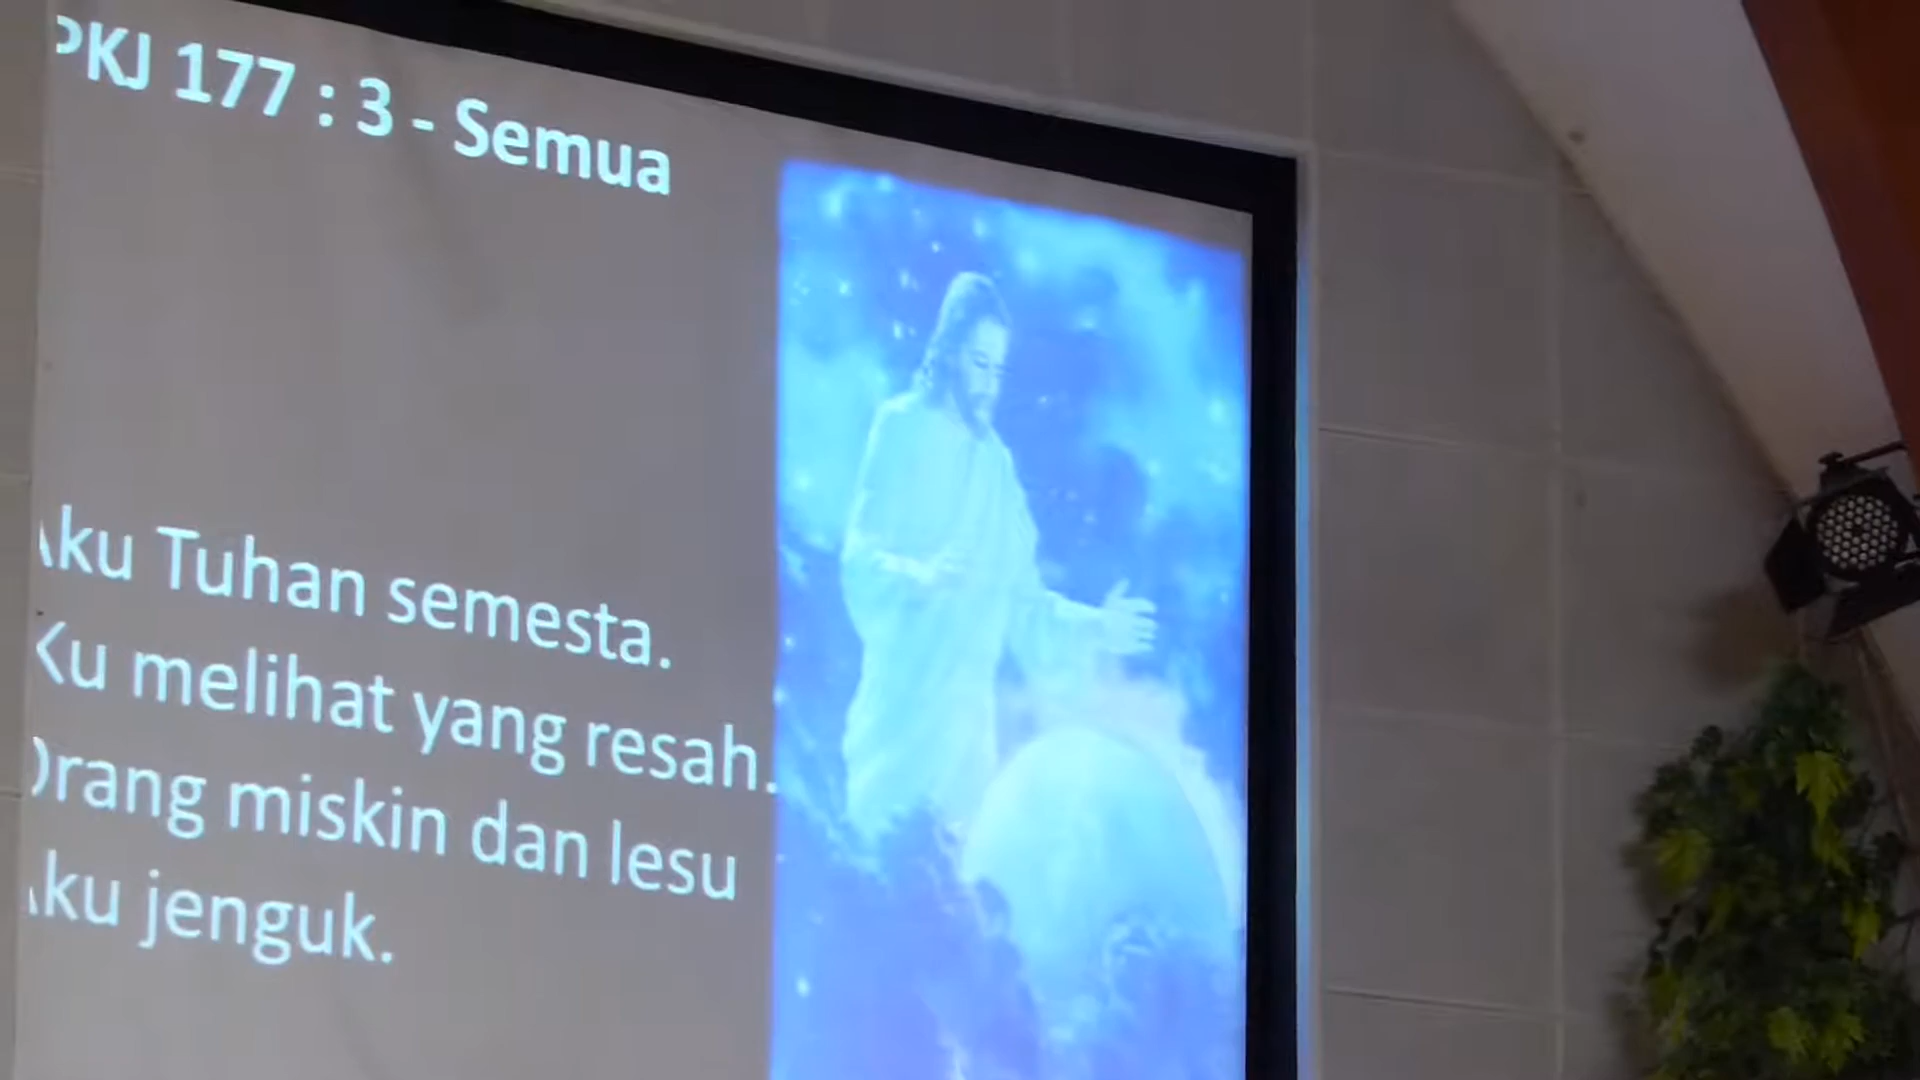 PKJ 177 : 3 - Semua
Aku Tuhan semesta.
Ku melihat yang resah.
Orang miskin dan lesu
Aku jenguk.